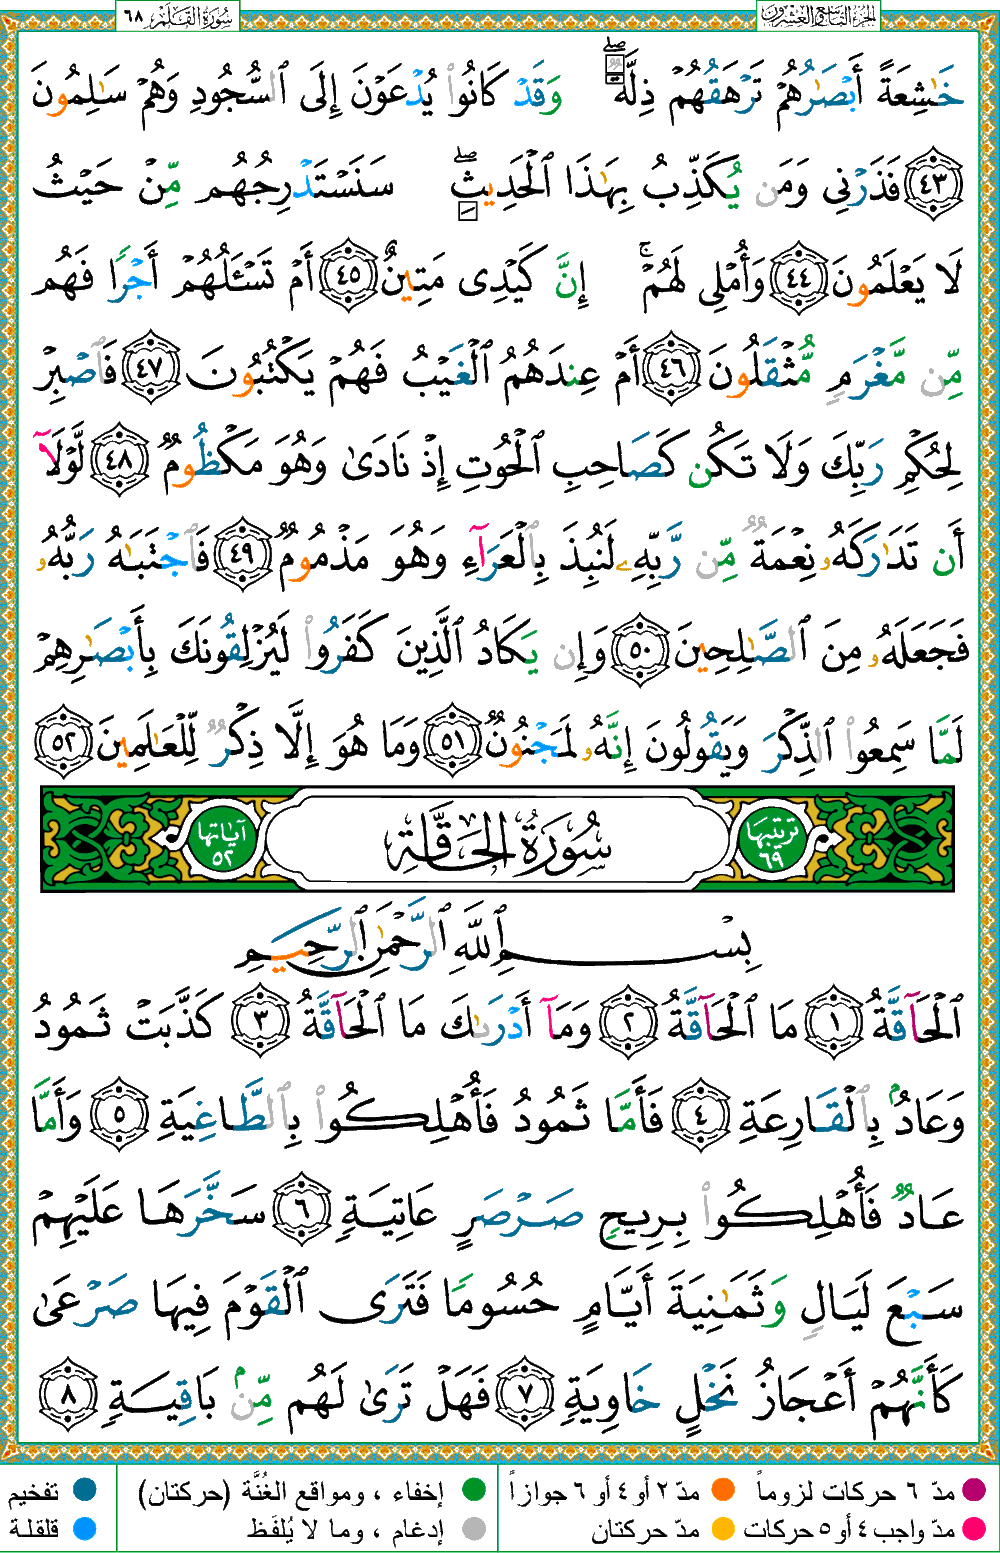 الجزء التاسع والعشرون
سورة القلم ٦٨
خَٰشِعَةً أَبْصَٰرُهُمْ تَرْهَقُهُمْ ذِلَّةٌۖ وَقَدْ كَانُوا۟ يُدْعَوْنَ إِلَى ٱلسُّجُودِ وَهُمْ سَٰلِمُونَ
٤٣ فَذَرْنِى وَمَن يُكَذِّبُ بِهَٰذَا ٱلْحَدِيثِۖ سَنَسْتَدْرِجُهُم مِّنْ حَيْثُ
لَا يَعْلَمُونَ ٤٤ وَأُمْلِى لَهُمْۚ إِنَّ كَيْدِى مَتِينٌ ٤٥ أَمْ تَسْـَٔلُهُمْ أَجْرًا فَهُم
مِّن مَّغْرَمٍ مُّثْقَلُونَ ٤٦ أَمْ عِندَهُمُ ٱلْغَيْبُ فَهُمْ يَكْتُبُونَ ٤٧ فَٱصْبِرْ
لِحُكْمِ رَبِّكَ وَلَا تَكُن كَصَاحِبِ ٱلْحُوتِ إِذْ نَادَىٰ وَهُوَ مَكْظُومٌ ٤٨ لَّوْلَآ
أَن تَدَٰرَكَهُۥ نِعْمَةٌ مِّن رَّبِّهِۦ لَنُبِذَ بِٱلْعَرَآءِ وَهُوَ مَذْمُومٌ ٤٩ فَٱجْتَبَٰهُ رَبُّهُۥ
فَجَعَلَهُۥ مِنَ ٱلصَّٰلِحِينَ ٥٠ وَإِن يَكَادُ ٱلَّذِينَ كَفَرُوا۟ لَيُزْلِقُونَكَ بِأَبْصَٰرِهِمْ
لَمَّا سَمِعُوا۟ ٱلذِّكْرَ وَيَقُولُونَ إِنَّهُۥ لَمَجْنُونٌ ٥١ وَمَا هُوَ إِلَّا ذِكْرٌ لِّلْعَٰلَمِينَ ٥٢
ترتيبها ٦٩ سُورَةُ الحَاقَّةِ آياتها ٥٢
بِسْمِ ٱللَّهِ ٱلرَّحْمَٰنِ ٱلرَّحِيمِ
ٱلْحَآقَّةُ ١ مَا ٱلْحَآقَّةُ ٢ وَمَآ أَدْرَىٰكَ مَا ٱلْحَآقَّةُ ٣ كَذَّبَتْ ثَمُودُ
وَعَادٌۢ بِٱلْقَارِعَةِ ٤ فَأَمَّا ثَمُودُ فَأُهْلِكُوا۟ بِٱلطَّاغِيَةِ ٥ وَأَمَّا
عَادٌ فَأُهْلِكُوا۟ بِرِيحٍ صَرْصَرٍ عَاتِيَةٍ ٦ سَخَّرَهَا عَلَيْهِمْ
سَبْعَ لَيَالٍ وَثَمَٰنِيَةَ أَيَّامٍ حُسُومًا فَتَرَى ٱلْقَوْمَ فِيهَا صَرْعَىٰ
كَأَنَّهُمْ أَعْجَازُ نَخْلٍ خَاوِيَةٍ ٧ فَهَلْ تَرَىٰ لَهُم مِّنۢ بَاقِيَةٍ ٨
مدّ ٦ حركات لزوماً مدّ ٢ أو ٤ أو ٦ جوازاً إخفاء ، ومواقع الغُنَّة (حركتان) تفخيم
مدّ واجب ٤ أو ٥ حركات مدّ حركتان إدغام ، وما لا يُلفَظ قلقلة